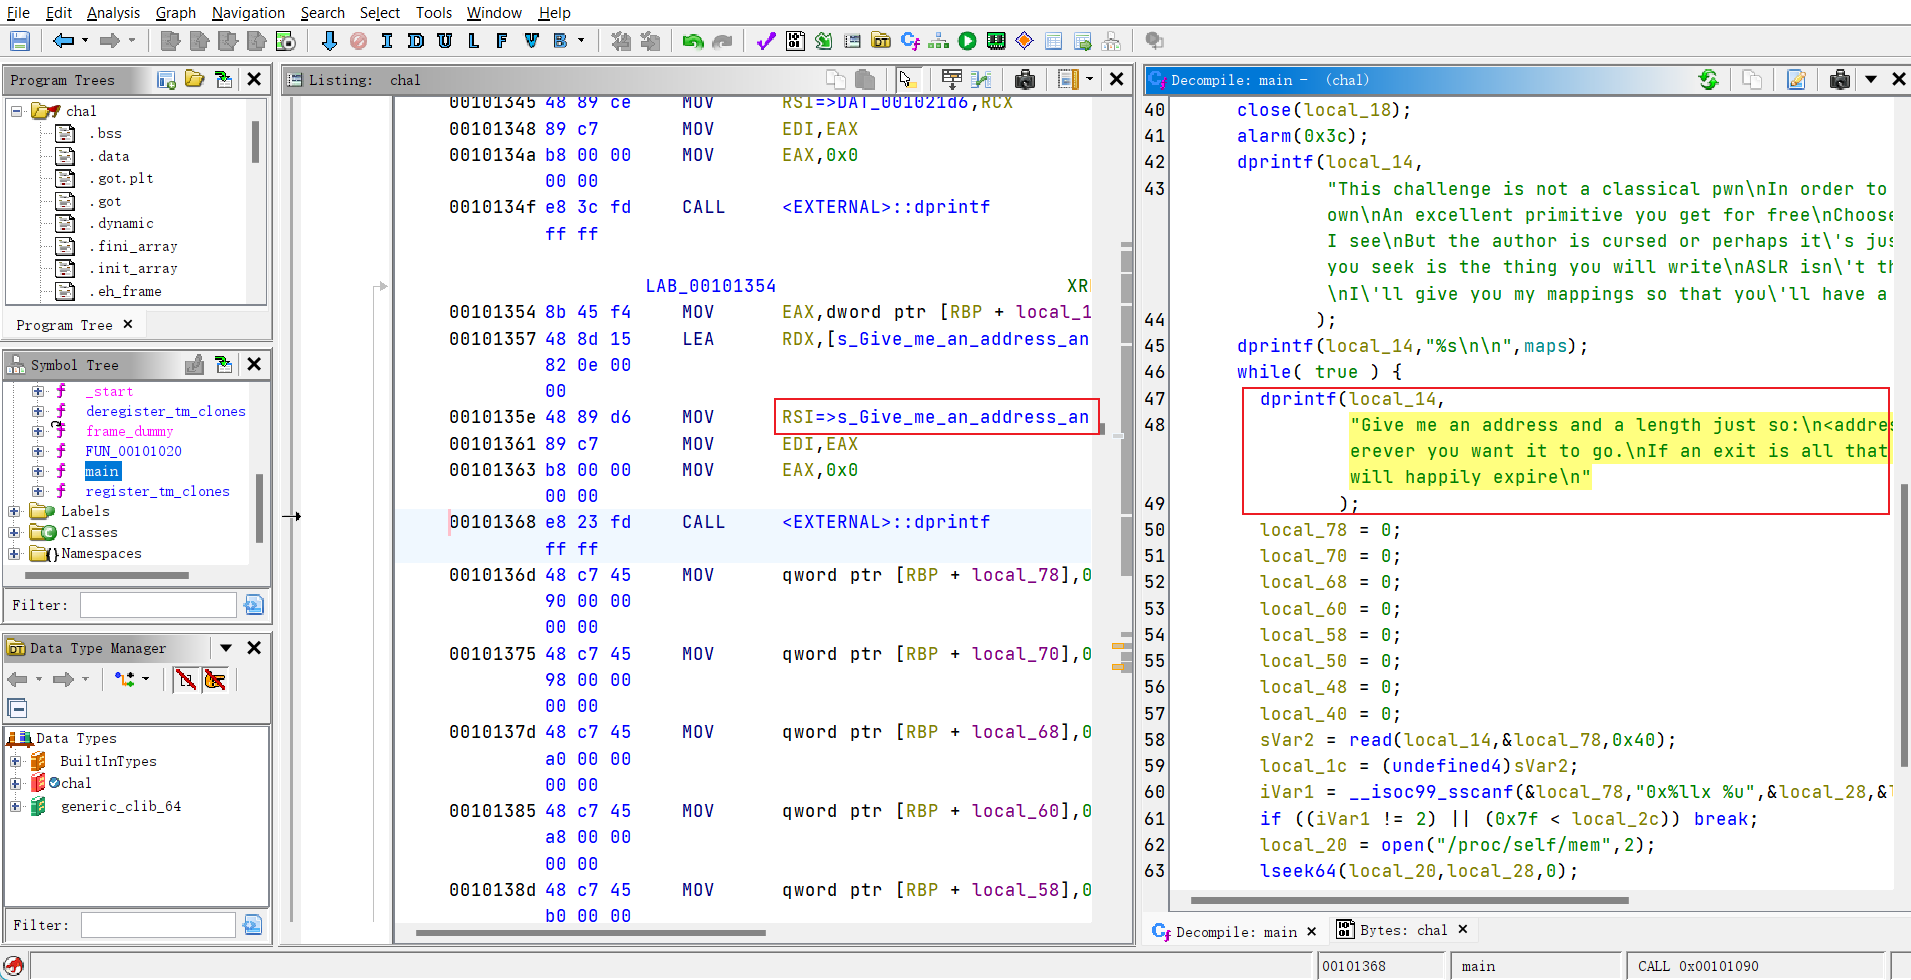 File Edit Analysis Graph Navigation Search Select Tools Window Help
I D U L F V B
Program Trees
chal
.bss
.data
.got.plt
.got
.dynamic
.fini_array
.init_array
.eh_frame
Program Tree
Symbol Tree
_start
deregister_tm_clones
frame_dummy
FUN_00101020
main
register_tm_clones
Labels
Classes
Namespaces
Filter:
Data Type Manager
Data Types
BuiltInTypes
chal
generic_clib_64
Filter:
Listing: chal
00101345 48 89 ce MOV RSI=>DAT_001021d6,RCX
00101348 89 c7 MOV EDI,EAX
0010134a b8 00 00 MOV EAX,0x0
00 00
0010134f e8 3c fd CALL <EXTERNAL>::dprintf
ff ff
LAB_00101354 XR
00101354 8b 45 f4 MOV EAX,dword ptr [RBP + local_1
00101357 48 8d 15 LEA RDX,[s_Give_me_an_address_an
82 0e 00
00
0010135e 48 89 d6 MOV RSI=>s_Give_me_an_address_an
00101361 89 c7 MOV EDI,EAX
00101363 b8 00 00 MOV EAX,0x0
00 00
00101368 e8 23 fd CALL <EXTERNAL>::dprintf
ff ff
0010136d 48 c7 45 MOV qword ptr [RBP + local_78],0
90 00 00
00 00
00101375 48 c7 45 MOV qword ptr [RBP + local_70],0
98 00 00
00 00
0010137d 48 c7 45 MOV qword ptr [RBP + local_68],0
a0 00 00
00 00
00101385 48 c7 45 MOV qword ptr [RBP + local_60],0
a8 00 00
00 00
0010138d 48 c7 45 MOV qword ptr [RBP + local_58],0
b0 00 00
Decompile: main - (chal)
40 close(local_18);
41 alarm(0x3c);
42 dprintf(local_14,
43 "This challenge is not a classical pwn\nIn order to
own\nAn excellent primitive you get for free\nChoose
I see\nBut the author is cursed or perhaps it\'s jus
you seek is the thing you will write\nASLR isn\'t th
\nI\'ll give you my mappings so that you\'ll have a
44 );
45 dprintf(local_14,"%s\n\n",maps);
46 while( true ) {
47 dprintf(local_14,
48 "Give me an address and a length just so:\n<addres
erever you want it to go.\nIf an exit is all that
will happily expire\n"
49 );
50 local_78 = 0;
51 local_70 = 0;
52 local_68 = 0;
53 local_60 = 0;
54 local_58 = 0;
55 local_50 = 0;
56 local_48 = 0;
57 local_40 = 0;
58 sVar2 = read(local_14,&local_78,0x40);
59 local_1c = (undefined4)sVar2;
60 iVar1 = __isoc99_sscanf(&local_78,"0x%llx %u",&local_28,&l
61 if ((iVar1 != 2) || (0x7f < local_2c)) break;
62 local_20 = open("/proc/self/mem",2);
63 lseek64(local_20,local_28,0);
Decompile: main Bytes: chal
00101368 main CALL 0x00101090